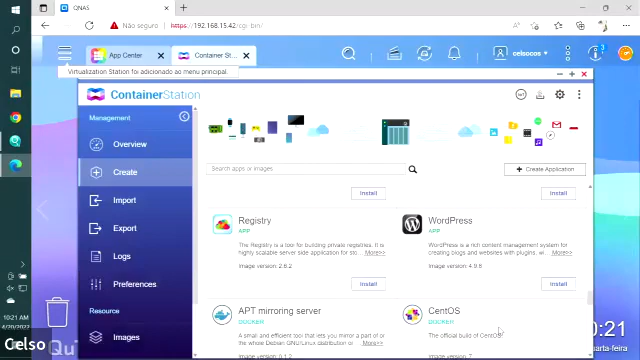 QNAS
Não seguro
https://192.168.15.42/cgi-bin/
App Center
Container St...
celsocos
Virtualization Station foi adicionado ao menu principal.
ContainerStation
Management
Overview
Create
Import
Export
Logs
Preferences
Resource
Images
Search apps or images
+ Create Application
Install
Install
Registry
APP
The Registry is a tool for building private registries. It is highly scalable server side application for sto...
More>>
Image version: 2.6.2
WordPress
APP
WordPress is a rich content management system for creating blogs and websites with plugins, wi...
More>>
Image version: 4.9.6
Install
Install
APT mirroring server
DOCKER
A small and efficient tool that lets you mirror a part of or the whole Debian GNU/Linux distribution or
More>>
CentOS
DOCKER
The official build of CentOS.
Image version: 7
10:21 AM
Celso
0:21
arta-feira